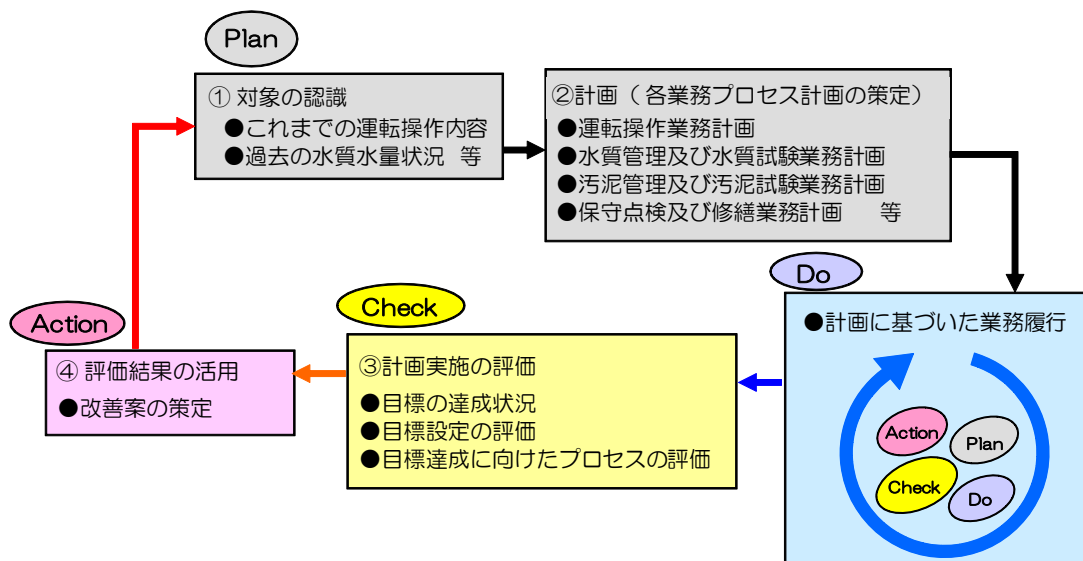 Plan
① 対象の認識
●これまでの運転操作内容
●過去の水質水量状況 等
②計画（各業務プロセス計画の策定）
●運転操作業務計画
●水質管理及び水質試験業務計画
●汚泥管理及び汚泥試験業務計画
●保守点検及び修繕業務計画 等
Do
●計画に基づいた業務履行
Action
Plan
Check
Do
Check
③計画実施の評価
●目標の達成状況
●目標設定の評価
●目標達成に向けたプロセスの評価
Action
④ 評価結果の活用
●改善案の策定